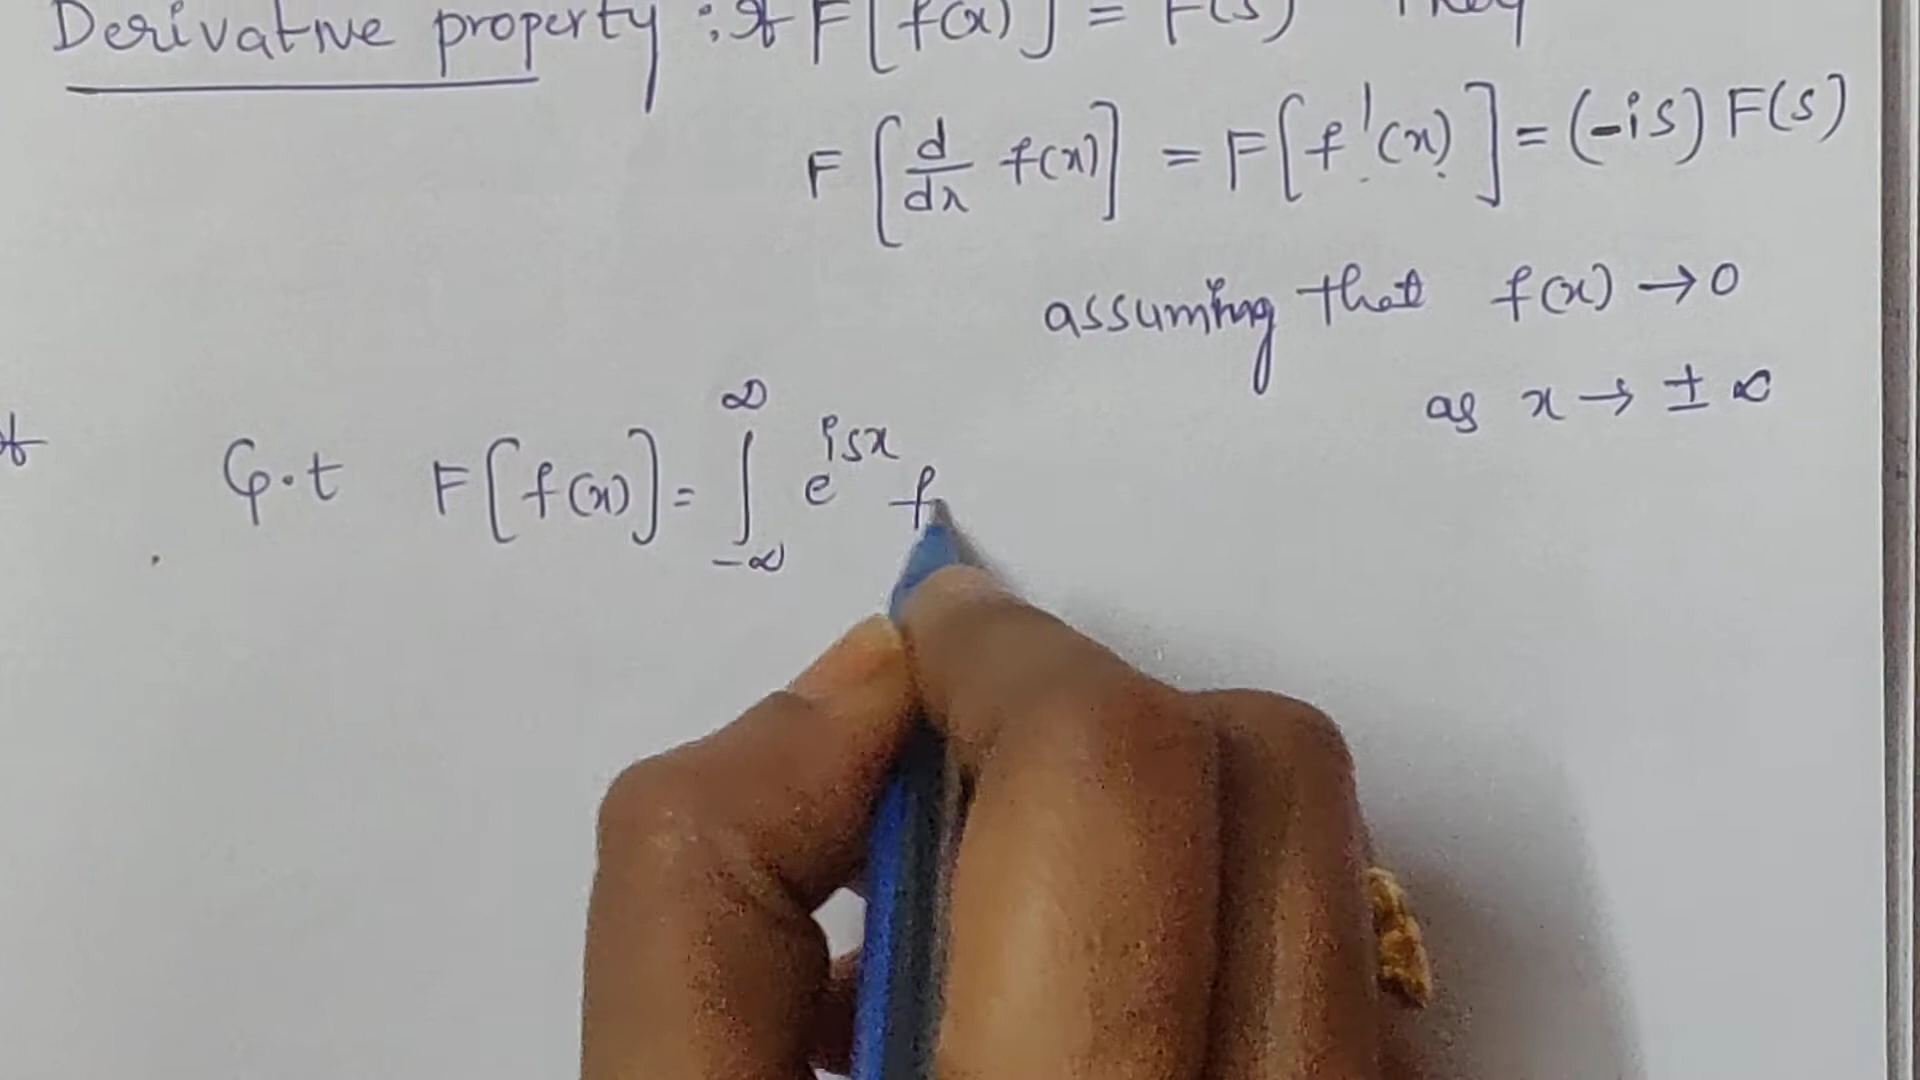 Derivative property : If F[f(x)] = F(s) Then
F[d/dx f(x)] = F[f'(x)] = (-is) F(s)
assuming that f(x) → 0
as x → ± ∞
G.t F[f(x)] = ∫_{-∞}^{∞} e^{isx} f